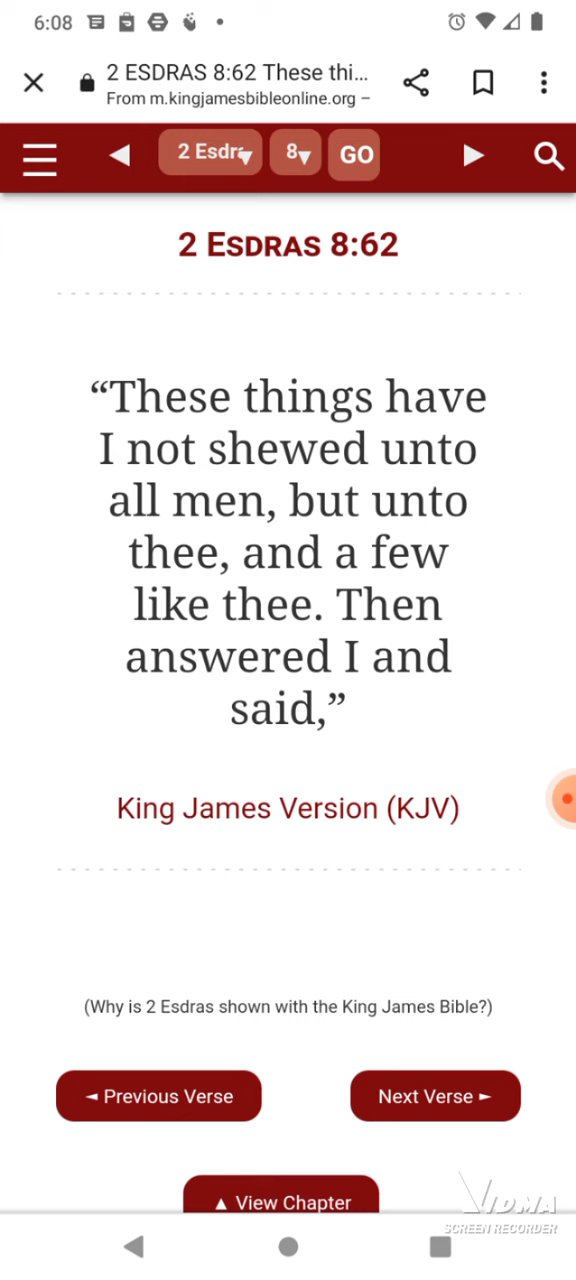 6:08
2 ESDRAS 8:62 These thi...
From m.kingjamesbibleonline.org –
2 Esdr
8
GO
2 ESDRAS 8:62
“These things have
I not shewed unto
all men, but unto
thee, and a few
like thee. Then
answered I and
said,”
King James Version (KJV)
(Why is 2 Esdras shown with the King James Bible?)
◄ Previous Verse
Next Verse ►
▲ View Chapter
VIDMA
SCREEN RECORDER